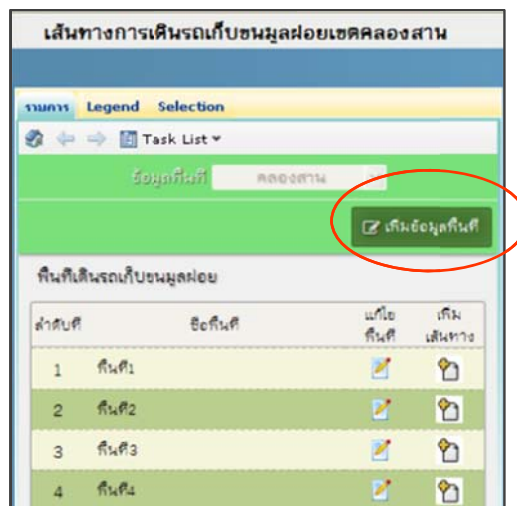 เส้นทางการเดินรถเก็บขนมูลฝอยเขตคลองสาน
รายการ Legend Selection
Task List
ข้อมูลพื้นที่ คลองสาน
เพิ่มข้อมูลพื้นที่
พื้นที่เดินรถเก็บขนมูลฝอย
ลำดับที่ ชื่อพื้นที่ แก้ไขพื้นที่ เพิ่มเส้นทาง
1 พื้นที่1
2 พื้นที่2
3 พื้นที่3
4 พื้นที่4